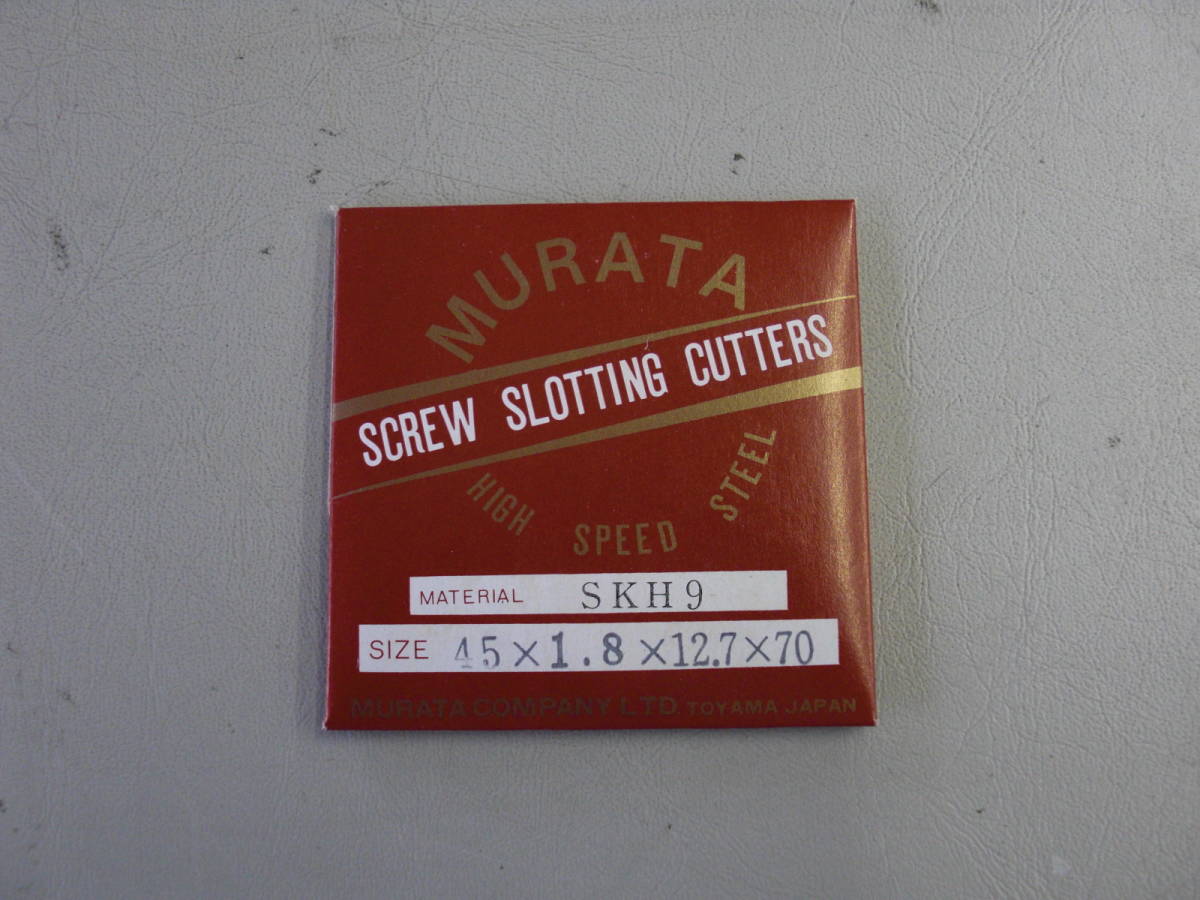 MURATA
SCREW SLOTTING CUTTERS
HIGH SPEED STEEL
MATERIAL SKH9
SIZE 45×1.8×12.7×70
MURATA COMPANY LTD. TOYAMA JAPAN